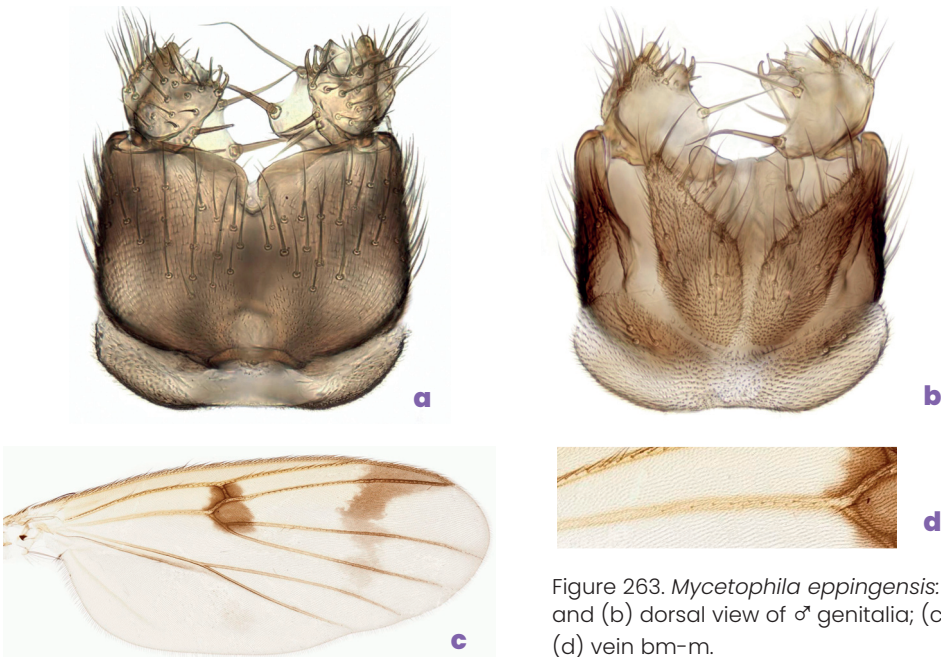 a
b
c
d
Figure 263. Mycetophila eppingensis:
and (b) dorsal view of ♂ genitalia; (c
(d) vein bm-m.